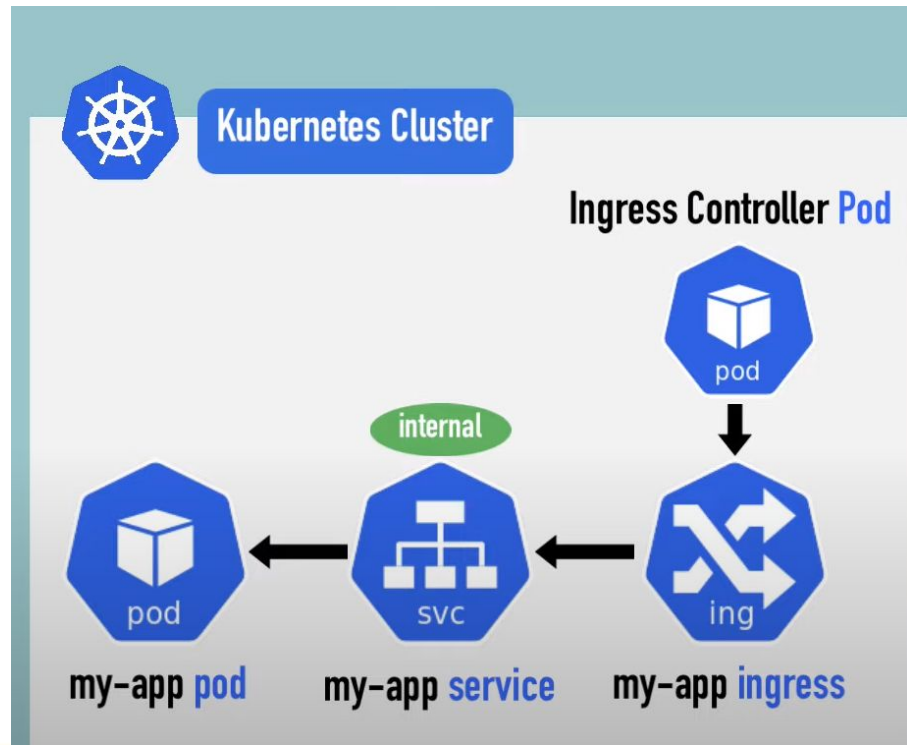 Kubernetes Cluster
Ingress Controller Pod
pod
internal
pod
svc
ing
my-app pod
my-app service
my-app ingress